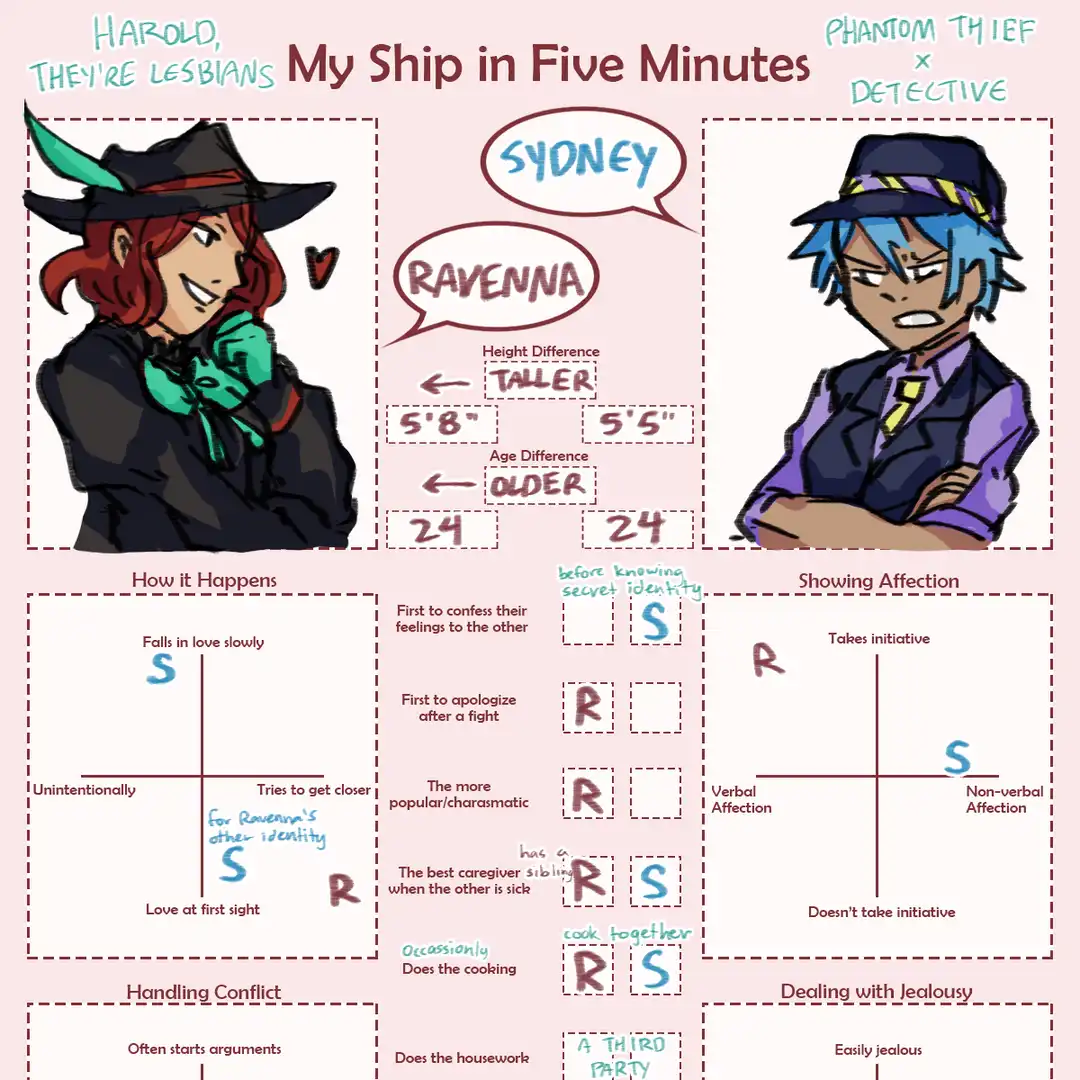 HAROLD,
THEY'RE LESBIANS
My Ship in Five Minutes
PHANTOM THIEF
x
DETECTIVE
SYDNEY
RAVENNA
Height Difference
← TALLER
5'8" 5'5"
Age Difference
← OLDER
24 24
How it Happens
Falls in love slowly
S
Unintentionally Tries to get closer
for Ravenna's
other identity
S
R
Love at first sight
before knowing
secret identity
First to confess their
feelings to the other
S
First to apologize
after a fight
R
The more
popular/charasmatic
R
has a
sibling
The best caregiver
when the other is sick
R S
cook together
Occassionly
Does the cooking
R S
Does the housework
A THIRD
PARTY
Showing Affection
Takes initiative
R
S
Verbal
Affection
Non-verbal
Affection
Doesn't take initiative
Handling Conflict
Often starts arguments
Dealing with Jealousy
Easily jealous